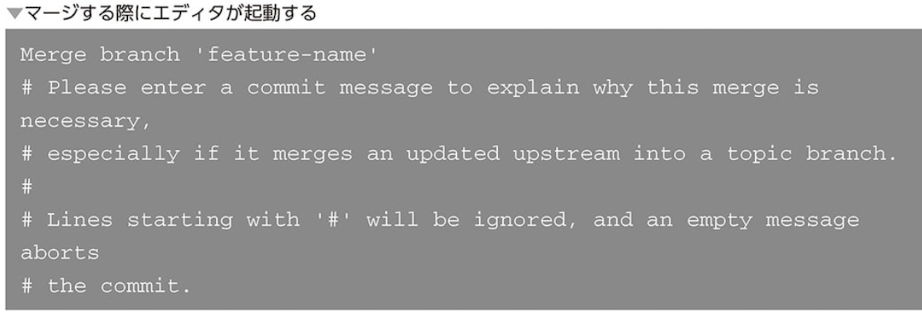 ▼マージする際にエディタが起動する
Merge branch 'feature-name'
# Please enter a commit message to explain why this merge is
necessary,
# especially if it merges an updated upstream into a topic branch.
#
# Lines starting with '#' will be ignored, and an empty message
aborts
# the commit.